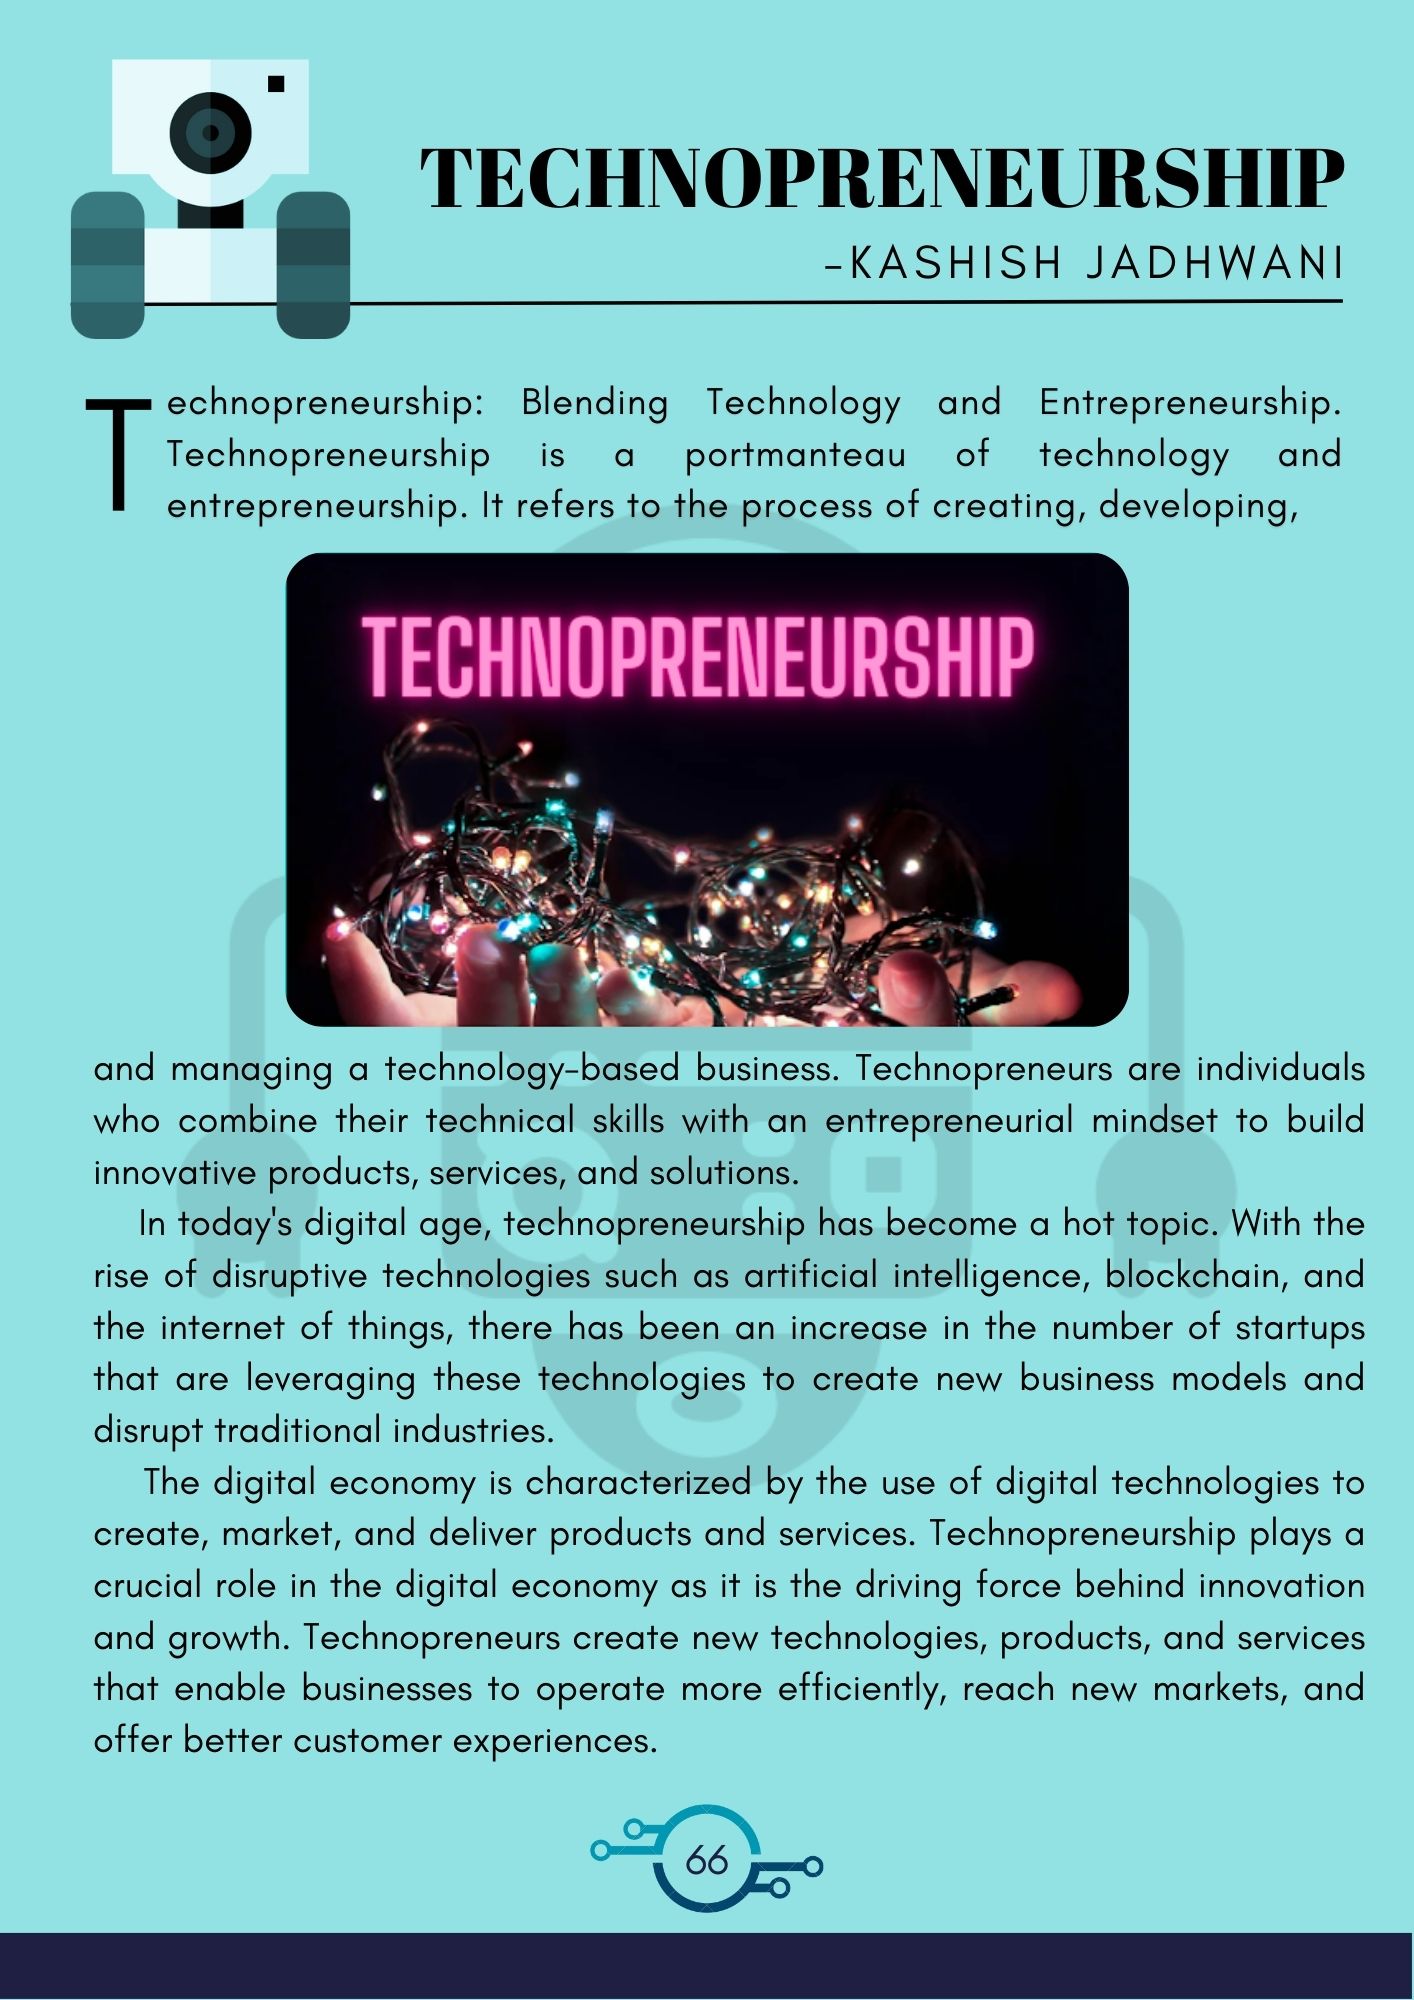 TECHNOPRENEURSHIP
-KASHISH JADHWANI
Technopreneurship: Blending Technology and Entrepreneurship.
Technopreneurship is a portmanteau of technology and
entrepreneurship. It refers to the process of creating, developing,
TECHNOPRENEURSHIP
and managing a technology-based business. Technopreneurs are individuals
who combine their technical skills with an entrepreneurial mindset to build
innovative products, services, and solutions.
In today's digital age, technopreneurship has become a hot topic. With the
rise of disruptive technologies such as artificial intelligence, blockchain, and
the internet of things, there has been an increase in the number of startups
that are leveraging these technologies to create new business models and
disrupt traditional industries.
The digital economy is characterized by the use of digital technologies to
create, market, and deliver products and services. Technopreneurship plays a
crucial role in the digital economy as it is the driving force behind innovation
and growth. Technopreneurs create new technologies, products, and services
that enable businesses to operate more efficiently, reach new markets, and
offer better customer experiences.
66